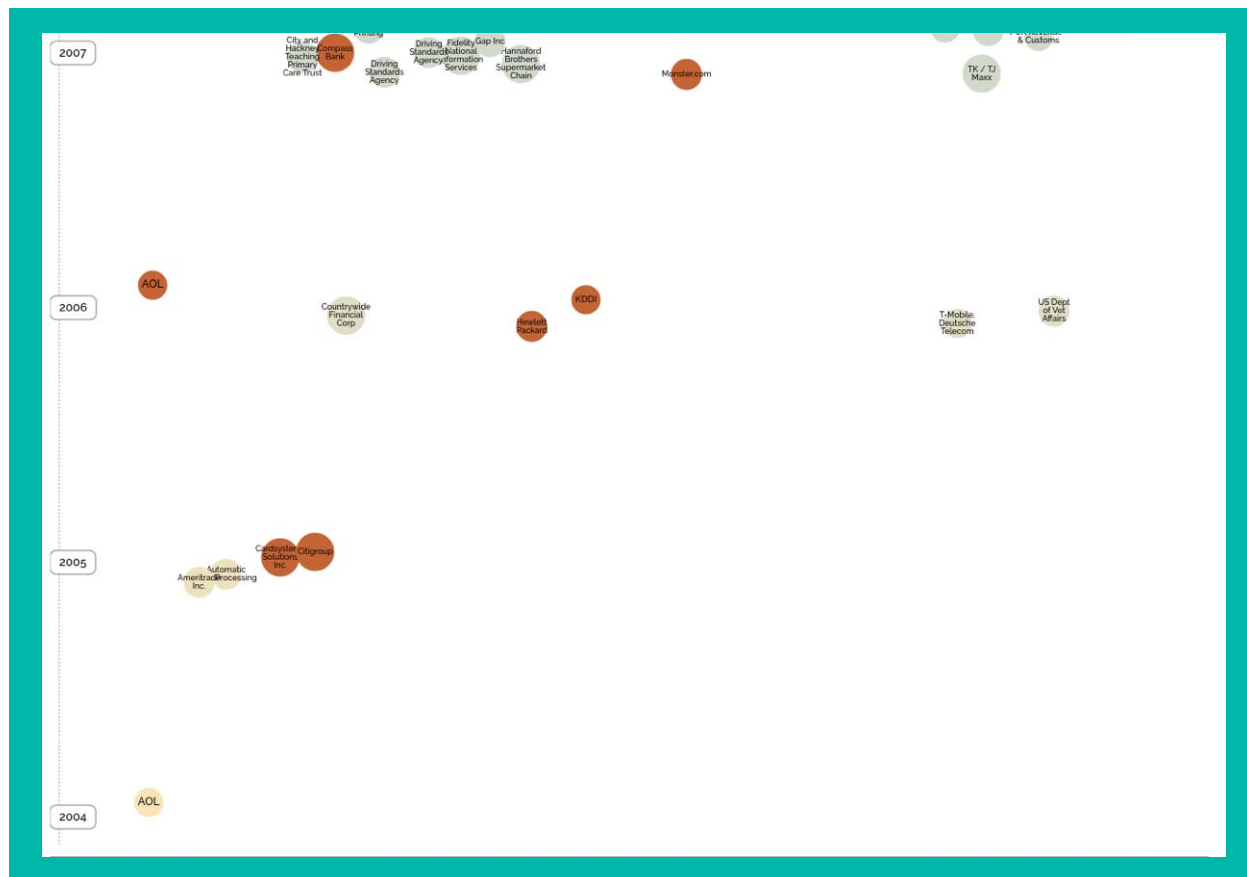 2007
City and
Hackney
Teaching
Primary
Care Trust
Compass
Bank
Driving
Standards
Agency
Driving
Standards
Agency
Fidelity
National
Information
Services
Gap Inc
Hannaford
Brothers
Supermarket
Chain
Monster.com
TK / TJ
Maxx
& Customs
2006
AOL
Countrywide
Financial
Corp
Hewlett
Packard
KDDI
T-Mobile,
Deutsche
Telecom
US Dept
of Vet
Affairs
2005
Ameritrade
Inc.
Automatic
Processing
Cardsystems
Solutions
Inc.
Citigroup
2004
AOL